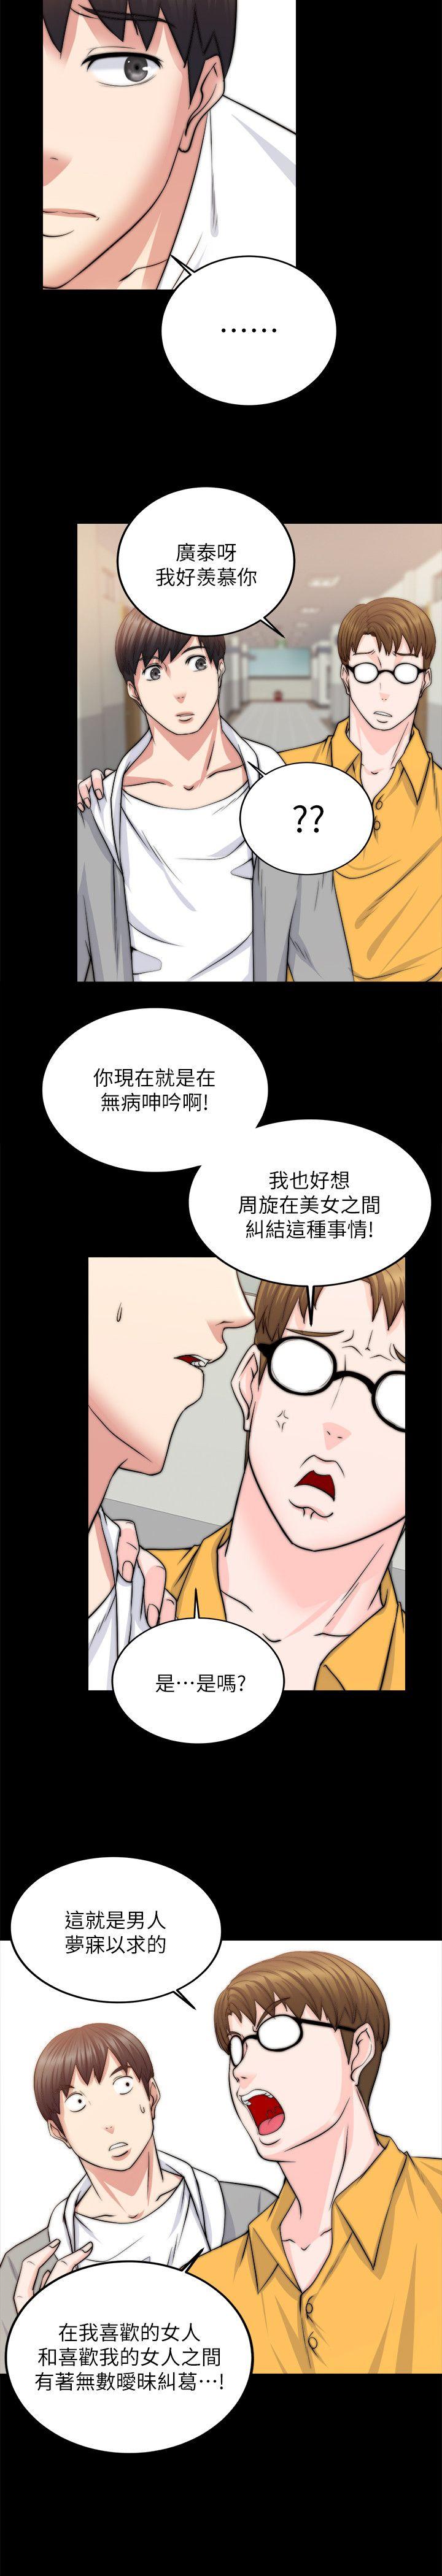 ⋯⋯
廣泰呀
我好羨慕你
??
你現在就是在
無病呻吟啊!
我也好想
周旋在美女之間
糾結這種事情!
是⋯是嗎?
這就是男人
夢寐以求的
在我喜歡的女人
和喜歡我的女人之間
有著無數曖昧糾葛⋯!